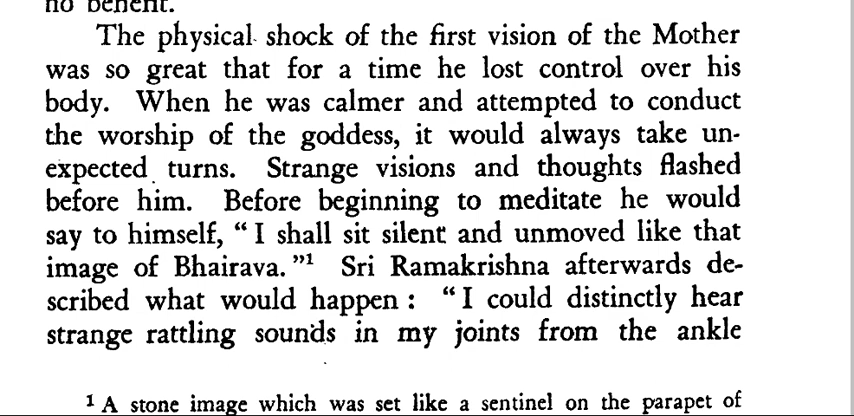 no benefit.
The physical shock of the first vision of the Mother
was so great that for a time he lost control over his
body. When he was calmer and attempted to conduct
the worship of the goddess, it would always take un-
expected turns. Strange visions and thoughts flashed
before him. Before beginning to meditate he would
say to himself, “I shall sit silent and unmoved like that
image of Bhairava.”¹ Sri Ramakrishna afterwards de-
scribed what would happen : “I could distinctly hear
strange rattling sounds in my joints from the ankle
¹ A stone image which was set like a sentinel on the parapet of